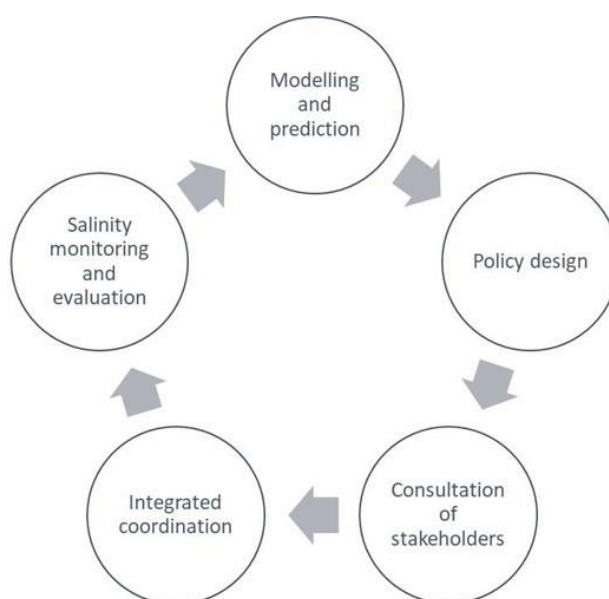 Modelling
and
prediction
Policy design
Consultation
of
stakeholders
Integrated
coordination
Salinity
monitoring
and
evaluation